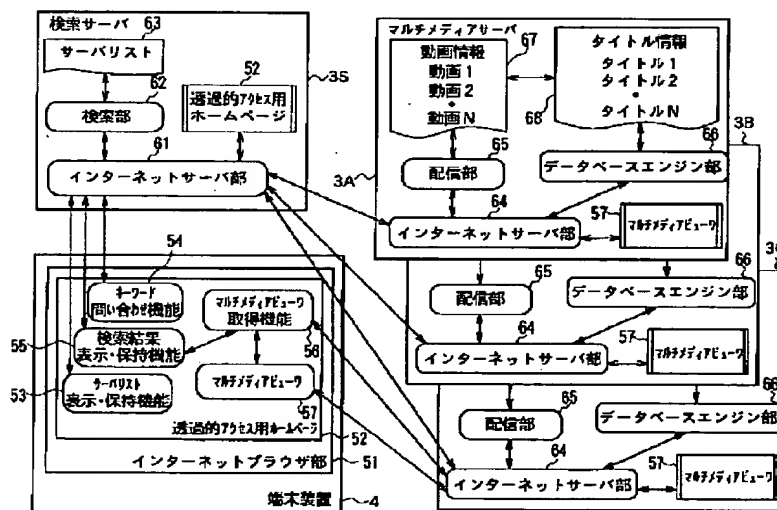 検索サーバ
63
サーバリスト
62
検索部
52
透過的アクセス用
ホームページ
3S
61
インターネットサーバ部
マルチメディアサーバ
動画情報
動画1
動画2
・
動画N
67
タイトル情報
タイトル1
タイトル2
・
タイトルN
68
3B
65
配信部
66
データベースエンジン部
3A
64
インターネットサーバ部
57
マルチメディアビューワ
65
配信部
66
データベースエンジン部
64
インターネットサーバ部
57
マルチメディアビューワ
65
配信部
66
データベースエンジン部
64
インターネットサーバ部
57
マルチメディアビューワ
54
キーワード
問い合わせ機能
マルチメディアビューワ
取得機能
56
55
検索結果
表示・保持機能
53
サーバリスト
表示・保持機能
マルチメディアビューワ
57
透過的アクセス用ホームページ
52
インターネットブラウザ部
51
端末装置
4